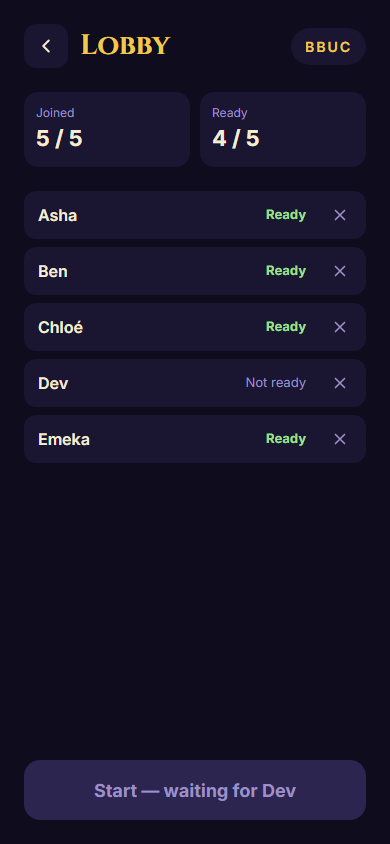 LOBBY
BBUC
Joined
5 / 5
Ready
4 / 5
Asha Ready
Ben Ready
Chloé Ready
Dev Not ready
Emeka Ready
Start — waiting for Dev